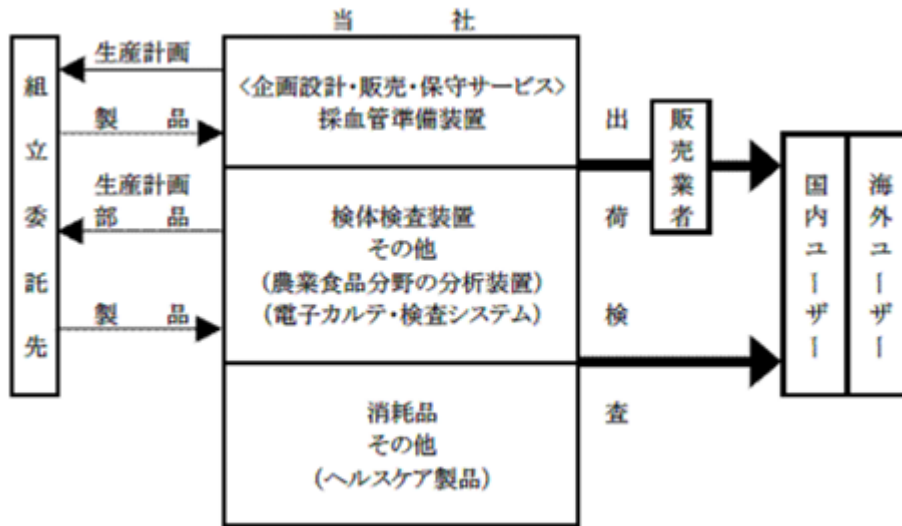 当社
組立委託先
生産計画
製品
生産計画
部品
製品
〈企画設計・販売・保守サービス〉
採血管準備装置
検体検査装置
その他
(農業食品分野の分析装置)
(電子カルテ・検査システム)
消耗品
その他
(ヘルスケア製品)
出荷検査
販売業者
国内ユーザー
海外ユーザー